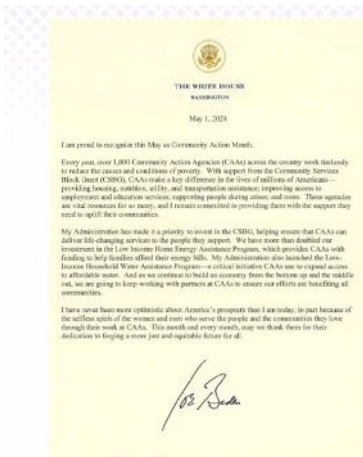 THE WHITE HOUSE
WASHINGTON
May 1, 2024
I am proud to recognize this May as Community Action Month.
Every year, over 1,000 Community Action Agencies (CAAs) across the country work tirelessly
to reduce the causes and conditions of poverty. With support from the Community Services
Block Grant (CSBG), CAAs make a key difference in the lives of millions of Americans—
providing housing, nutrition, utility, and transportation assistance; improving access to
employment and education services; supporting people during crises; and more. These agencies
are vital resources for so many, and I remain committed to providing them with the support they
need to uplift their communities.
My Administration has made it a priority to invest in the CSBG, helping ensure that CAAs can
deliver life-changing services to the people they support. We have more than doubled our
investment in the Low Income Home Energy Assistance Program, which provides CAAs with
funding to help families afford their energy bills. My Administration also launched the Low-
Income Household Water Assistance Program—a critical initiative CAAs use to expand access
to affordable water. And as we continue to build an economy from the bottom up and the middle
out, we are going to keep working with partners at CAAs to ensure our efforts are benefiting all
communities.
I have never been more optimistic about America's prospects than I am today, in part because of
the selfless spirit of the women and men who serve the people and the communities they love
through their work at CAAs. This month and every month, may we thank them for their
dedication to forging a more just and equitable future for all.
Joe Biden